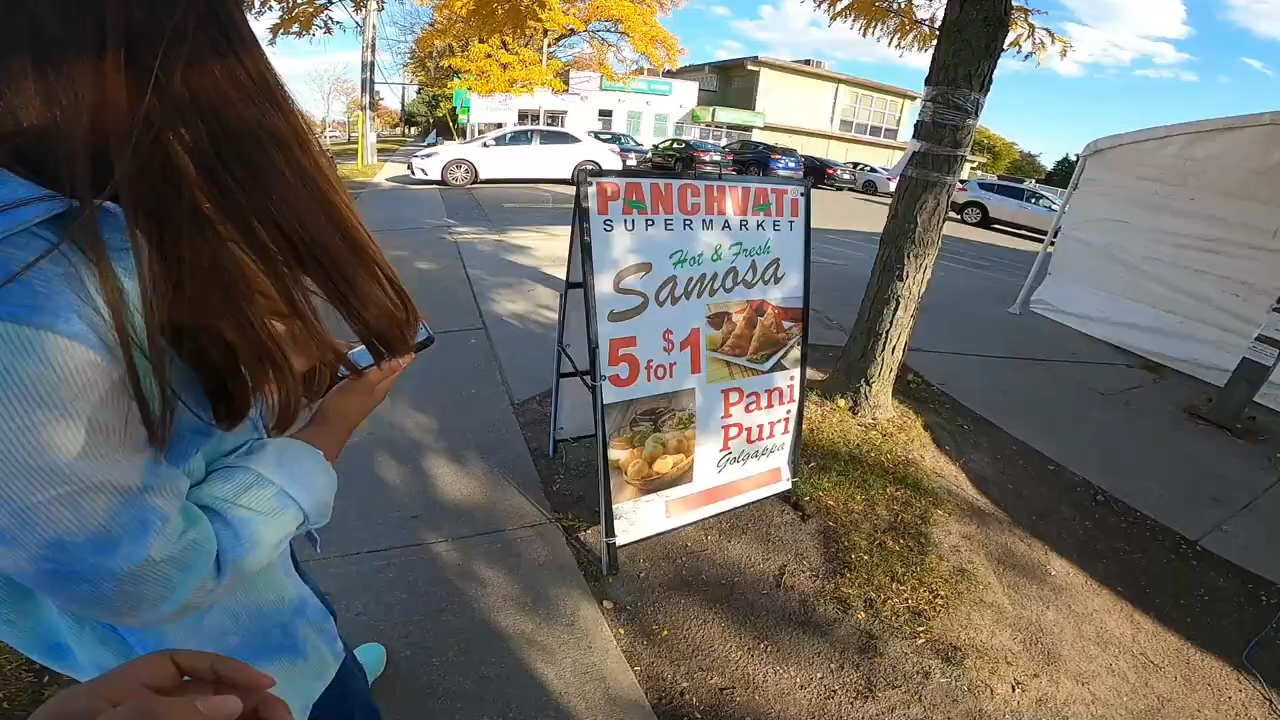 PANCHVATi®
SUPERMARKET
Hot & Fresh
Samosa
5 for $1
Pani
Puri
Golgappa